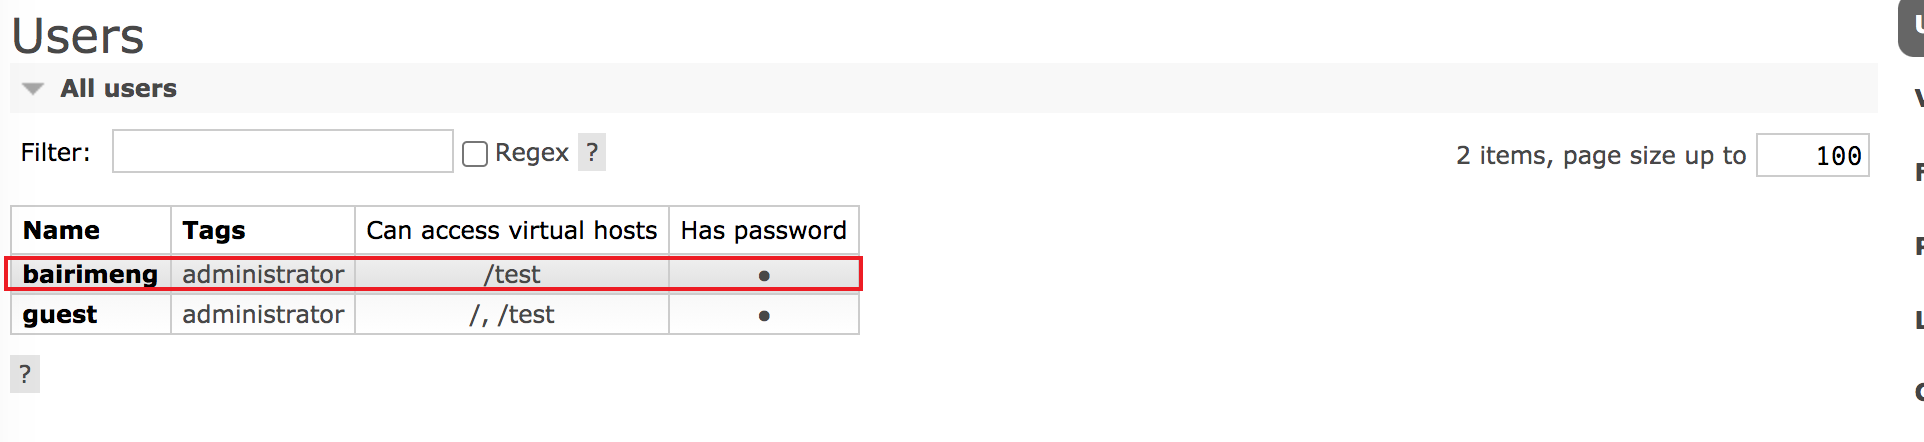 Users
All users
Filter: Regex ? 2 items, page size up to 100
Name Tags Can access virtual hosts Has password
bairimeng administrator /test ●
guest administrator /, /test ●
?